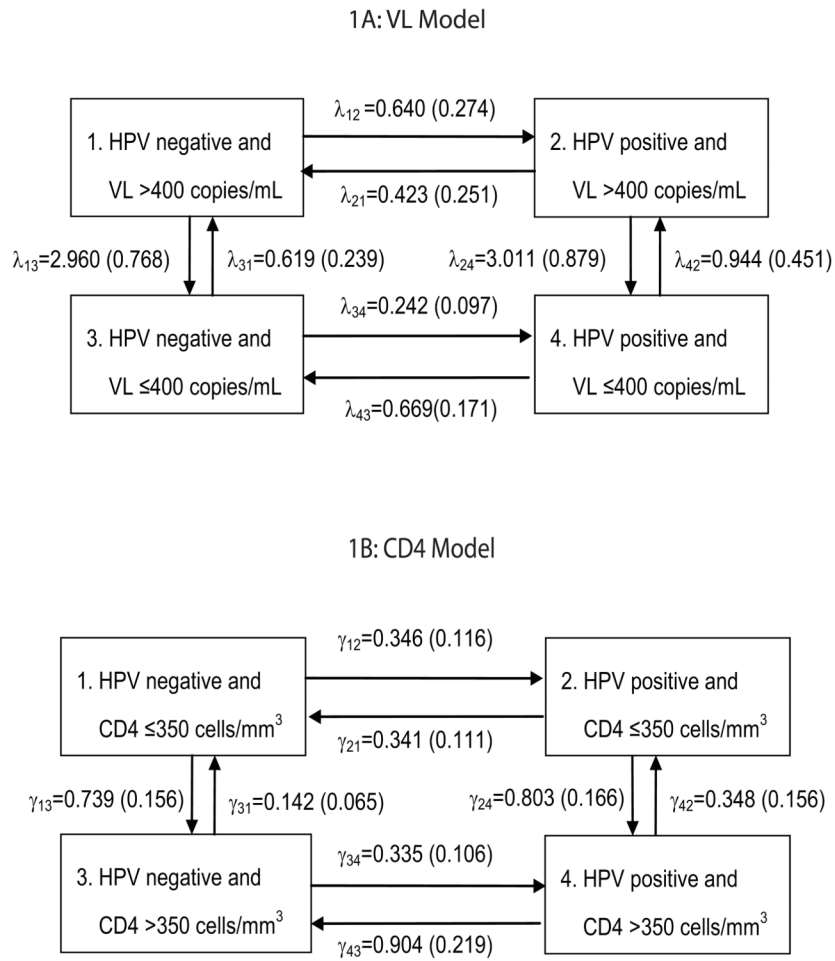 1A: VL Model
λ12=0.640 (0.274)
1. HPV negative and
VL >400 copies/mL
2. HPV positive and
VL >400 copies/mL
λ21=0.423 (0.251)
λ13=2.960 (0.768)
λ31=0.619 (0.239)
λ24=3.011 (0.879)
λ42=0.944 (0.451)
λ34=0.242 (0.097)
3. HPV negative and
VL ≤400 copies/mL
4. HPV positive and
VL ≤400 copies/mL
λ43=0.669(0.171)
1B: CD4 Model
γ12=0.346 (0.116)
1. HPV negative and
CD4 ≤350 cells/mm³
2. HPV positive and
CD4 ≤350 cells/mm³
γ21=0.341 (0.111)
γ13=0.739 (0.156)
γ31=0.142 (0.065)
γ24=0.803 (0.166)
γ42=0.348 (0.156)
γ34=0.335 (0.106)
3. HPV negative and
CD4 >350 cells/mm³
4. HPV positive and
CD4 >350 cells/mm³
γ43=0.904 (0.219)